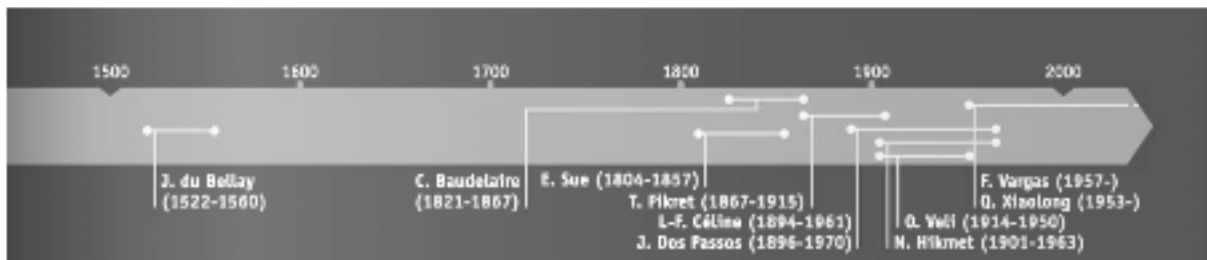 1500 1600 1700 1800 1900 2000
J. du Bellay
(1522-1560)
C. Baudelaire
(1821-1867)
E. Sue (1804-1857)
T. Fikret (1867-1915)
L-F. Céline (1894-1961)
J. Dos Passos (1896-1970)
F. Vargas (1957-)
Q. Xiaolong (1953-)
O. Veli (1914-1950)
N. Hikmet (1901-1963)